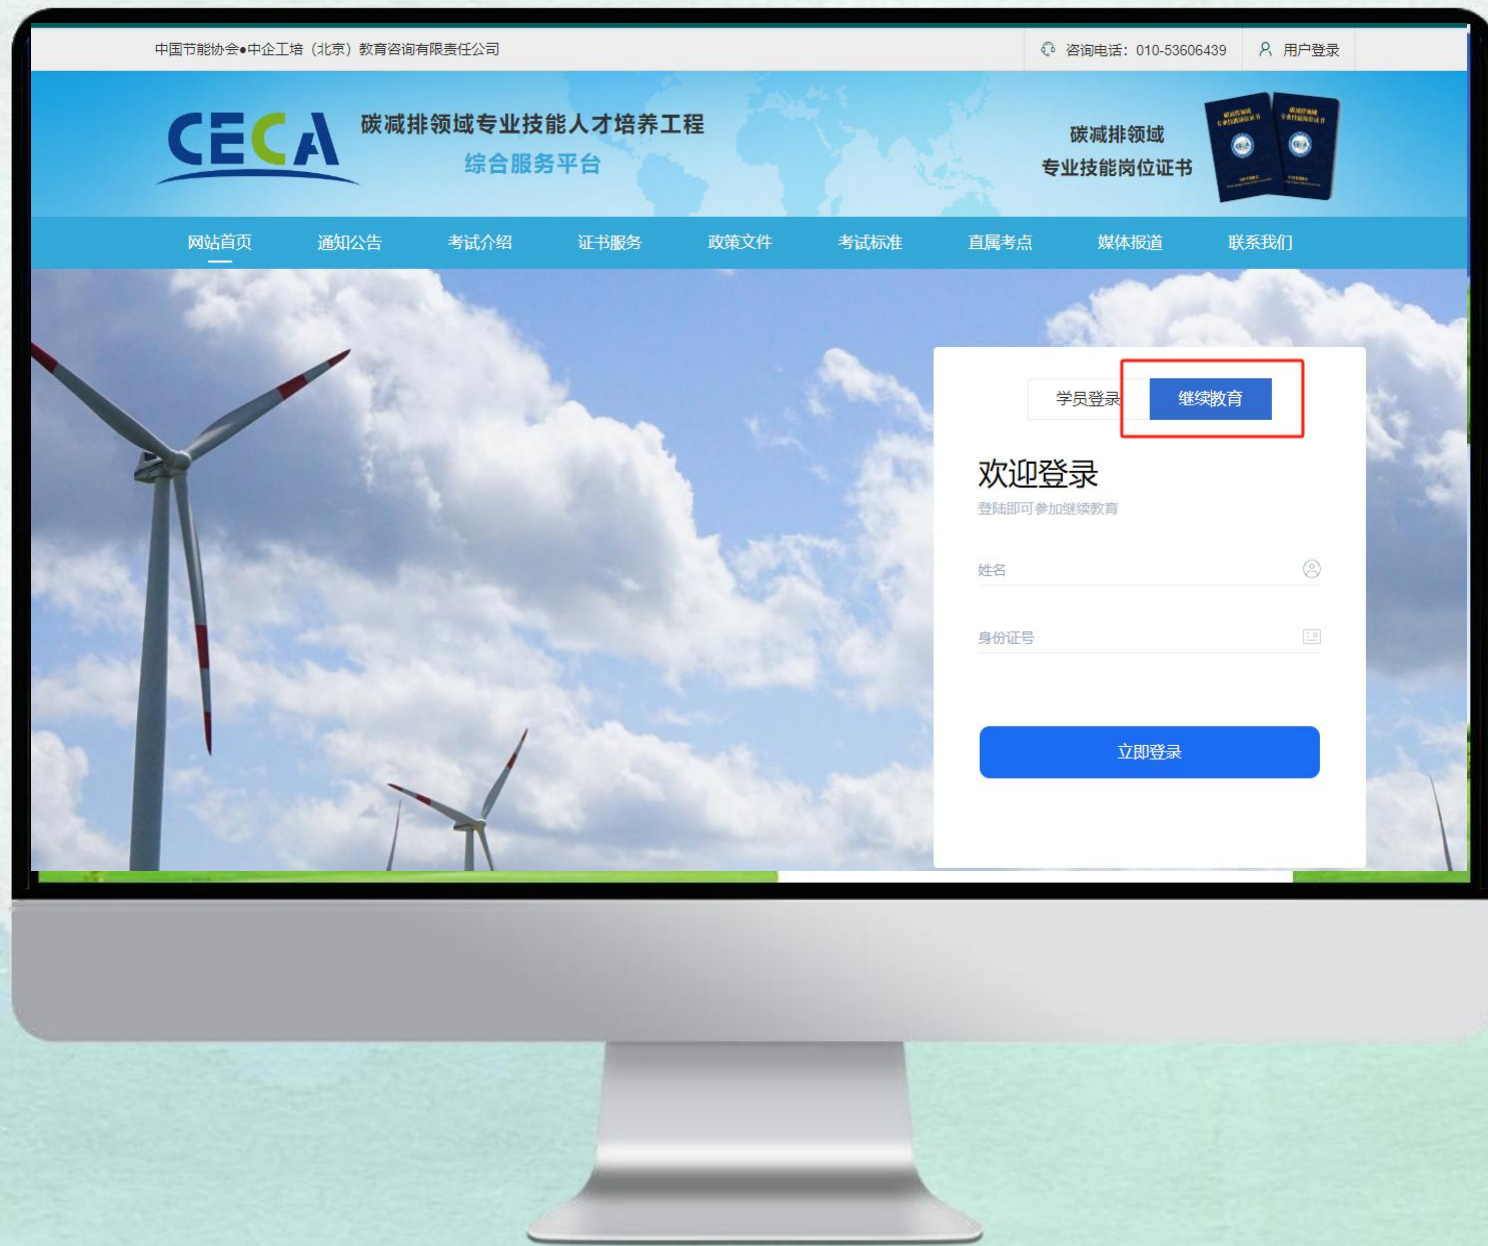 中国节能协会●中企工培（北京）教育咨询有限责任公司
咨询电话：010-53606439
用户登录
CECA
碳减排领域专业技能人才培养工程
综合服务平台
碳减排领域
专业技能岗位证书
网站首页 通知公告 考试介绍 证书服务 政策文件 考试标准 直属考点 媒体报道 联系我们
学员登录 继续教育
欢迎登录
登陆即可参加继续教育
姓名
身份证号
立即登录